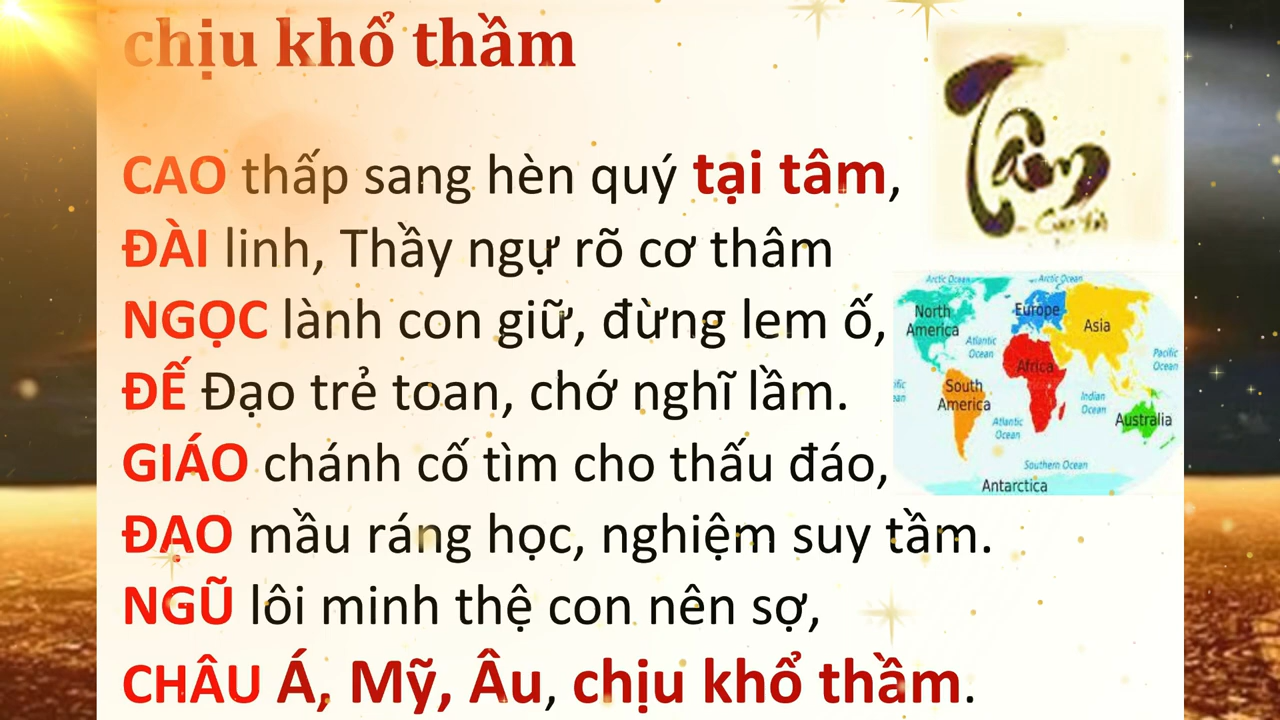 chịu khổ thầm
CAO thấp sang hèn quý tại tâm,
ĐÀI linh, Thầy ngự rõ cơ thâm
NGỌC lành con giữ, đừng lem ố,
ĐẾ Đạo trẻ toan, chớ nghĩ lầm.
GIÁO chánh cố tìm cho thấu đáo,
ĐẠO mầu ráng học, nghiệm suy tầm.
NGŨ lôi minh thệ con nên sợ,
CHÂU Á, Mỹ, Âu, chịu khổ thầm.
Tâm
Arctic Ocean
Arctic Ocean
North America
Europe
Asia
Atlantic Ocean
Pacific Ocean
Africa
South America
Indian Ocean
Australia
Atlantic Ocean
Southern Ocean
Antarctica